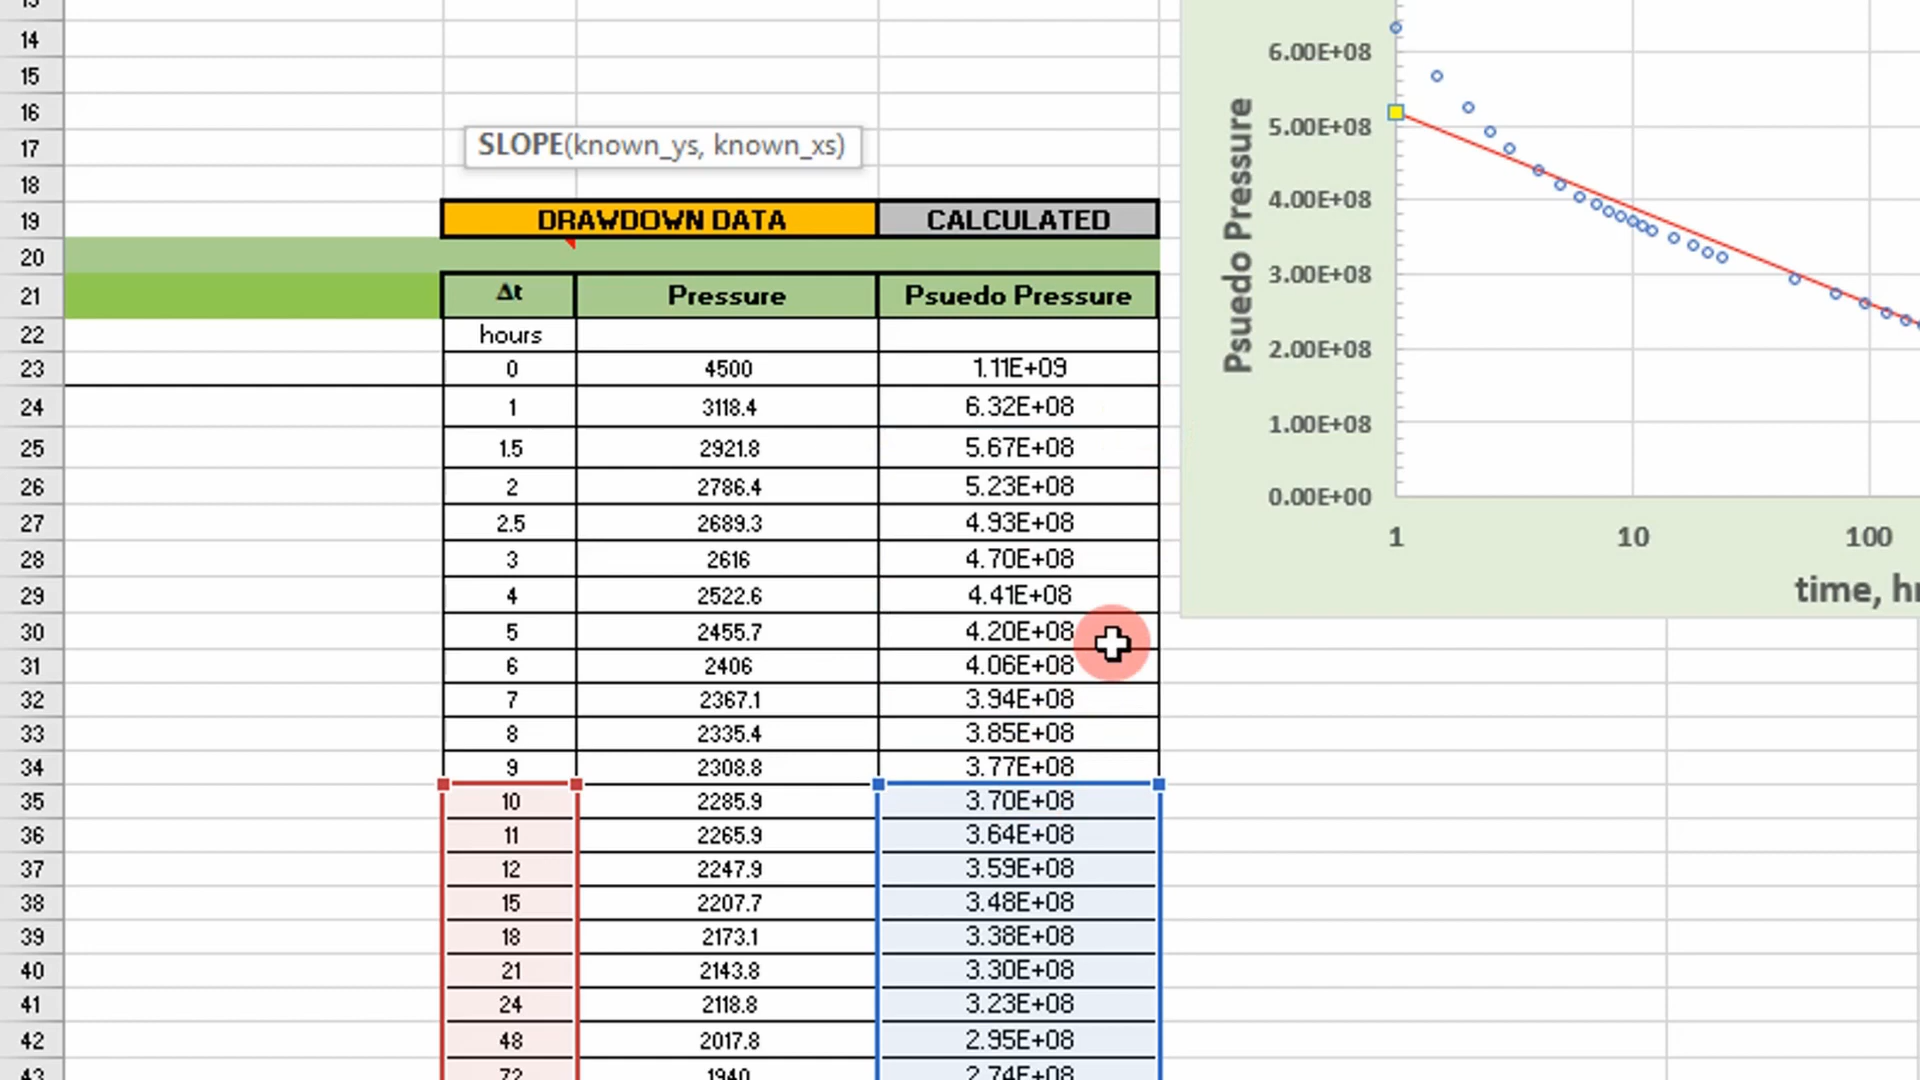 13
14
15
16
17
18
19
20
21
22
23
24
25
26
27
28
29
30
31
32
33
34
35
36
37
38
39
40
41
42
43
SLOPE(known_ys, known_xs)
DRAWDOWN DATA CALCULATED
Δt Pressure Psuedo Pressure
hours
0 4500 1.11E+09
1 3118.4 6.32E+08
1.5 2921.8 5.67E+08
2 2786.4 5.23E+08
2.5 2689.3 4.93E+08
3 2616 4.70E+08
4 2522.6 4.41E+08
5 2455.7 4.20E+08
6 2406 4.06E+08
7 2367.1 3.94E+08
8 2335.4 3.85E+08
9 2308.8 3.77E+08
10 2285.9 3.70E+08
11 2265.9 3.64E+08
12 2247.9 3.59E+08
15 2207.7 3.48E+08
18 2173.1 3.38E+08
21 2143.8 3.30E+08
24 2118.8 3.23E+08
48 2017.8 2.95E+08
72 1940 2.74E+08
Psuedo Pressure
6.00E+08
5.00E+08
4.00E+08
3.00E+08
2.00E+08
1.00E+08
0.00E+00
1 10 100
time,